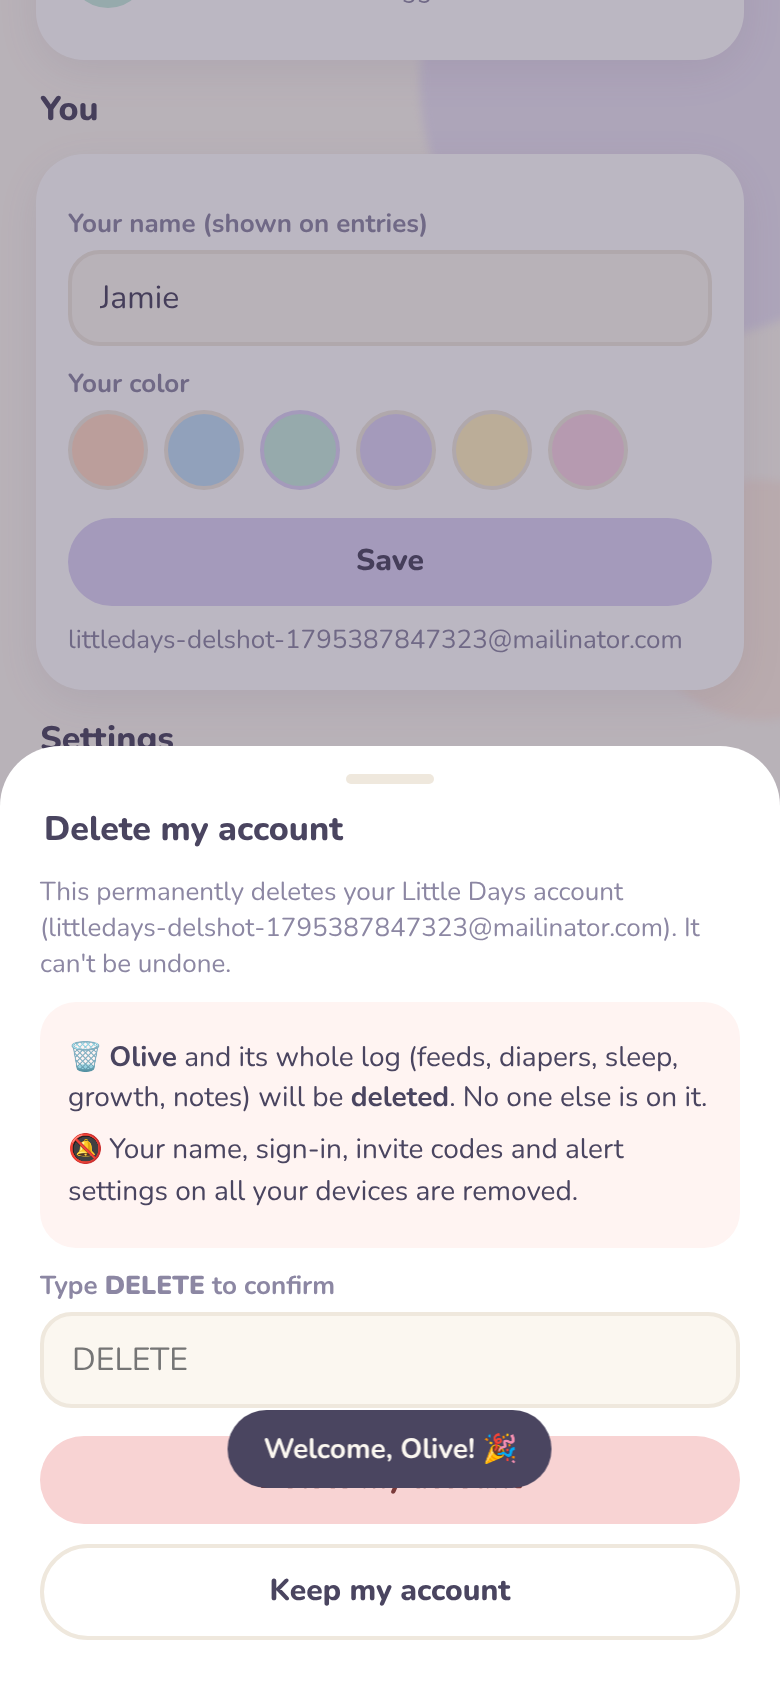 You
Your name (shown on entries)
Jamie
Your color
Save
littledays-delshot-1795387847323@mailinator.com
Settings
Delete my account
This permanently deletes your Little Days account
(littledays-delshot-1795387847323@mailinator.com). It
can't be undone.
🗑️ Olive and its whole log (feeds, diapers, sleep,
growth, notes) will be deleted. No one else is on it.
🔕 Your name, sign-in, invite codes and alert
settings on all your devices are removed.
Type DELETE to confirm
DELETE
Welcome, Olive! 🎉
Keep my account